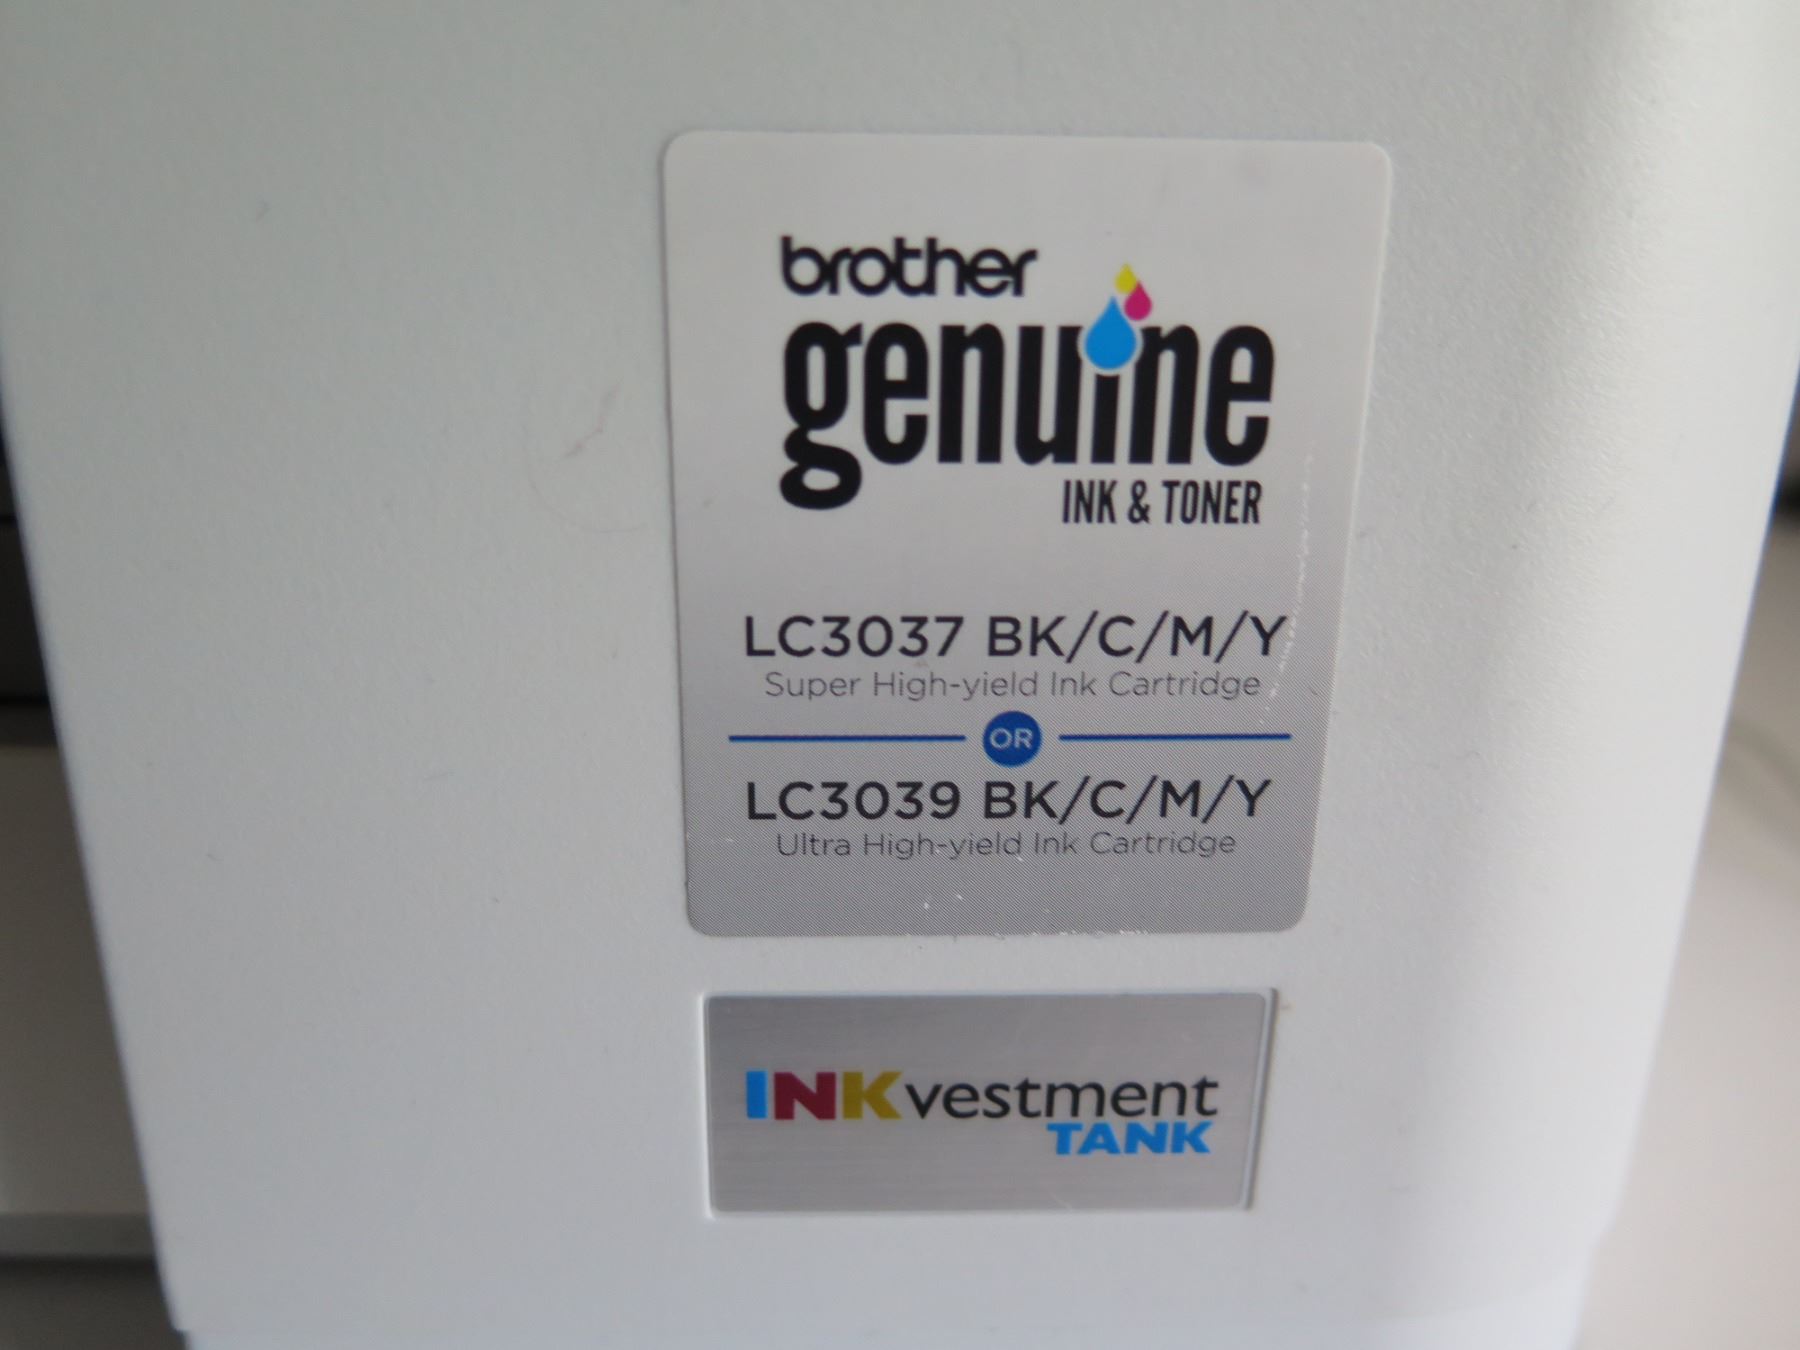 brother
genuine
INK & TONER
LC3037 BK/C/M/Y
Super High-yield Ink Cartridge
OR
LC3039 BK/C/M/Y
Ultra High-yield Ink Cartridge
INKvestment
TANK